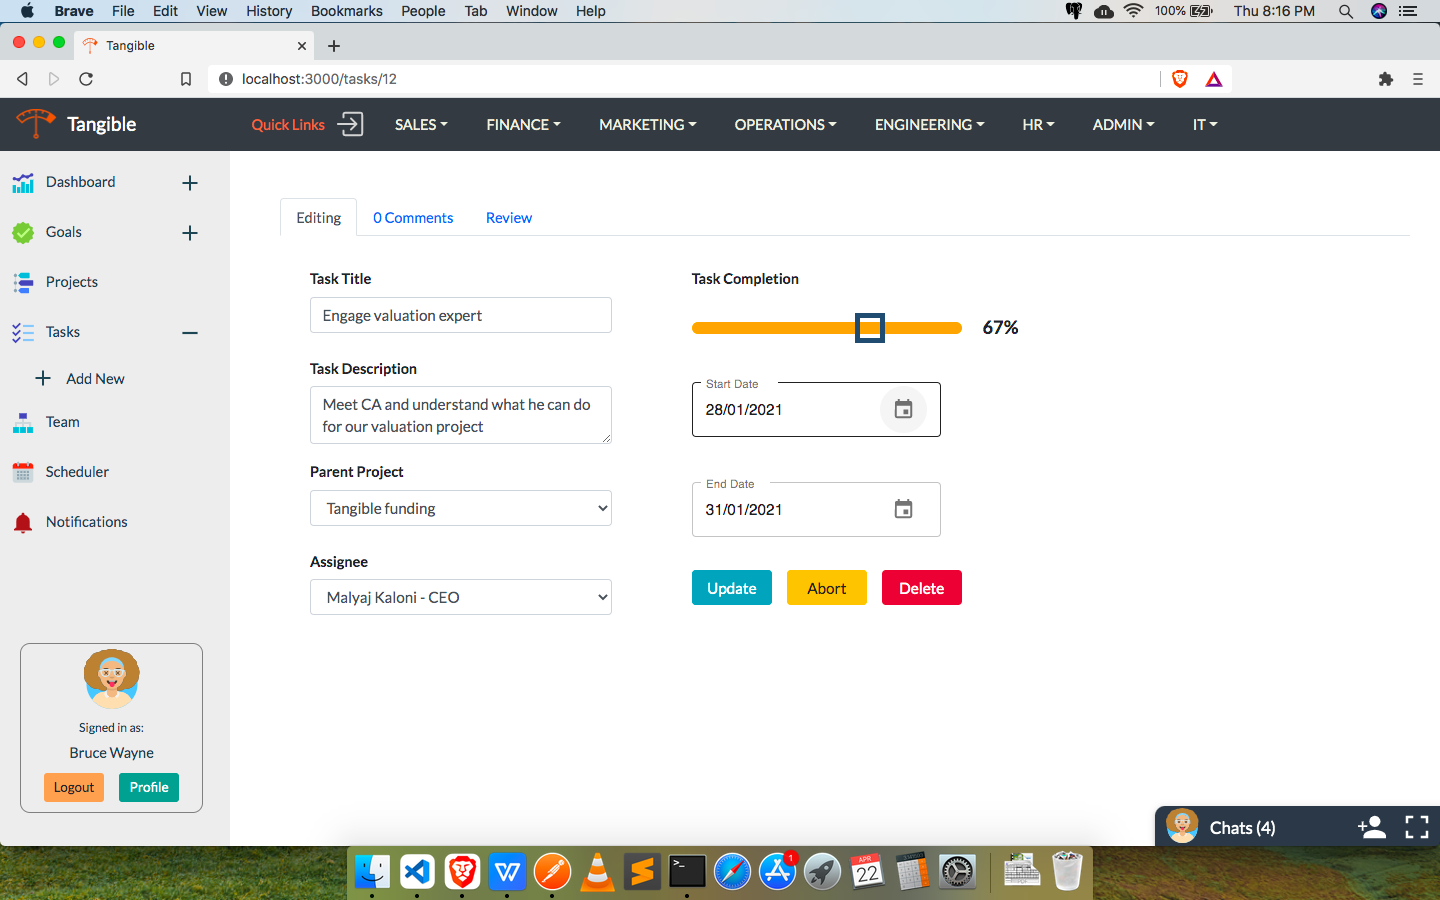 Brave File Edit View History Bookmarks People Tab Window Help 100% Thu 8:16 PM
Tangible
localhost:3000/tasks/12
Tangible Quick Links SALES FINANCE MARKETING OPERATIONS ENGINEERING HR ADMIN IT
Dashboard
Goals
Projects
Tasks
Add New
Team
Scheduler
Notifications
Signed in as:
Bruce Wayne
Logout Profile
Editing 0 Comments Review
Task Title
Engage valuation expert
Task Description
Meet CA and understand what he can do
for our valuation project
Parent Project
Tangible funding
Assignee
Malyaj Kaloni - CEO
Task Completion
67%
Start Date
28/01/2021
End Date
31/01/2021
Update Abort Delete
Chats (4)
1
APR
22